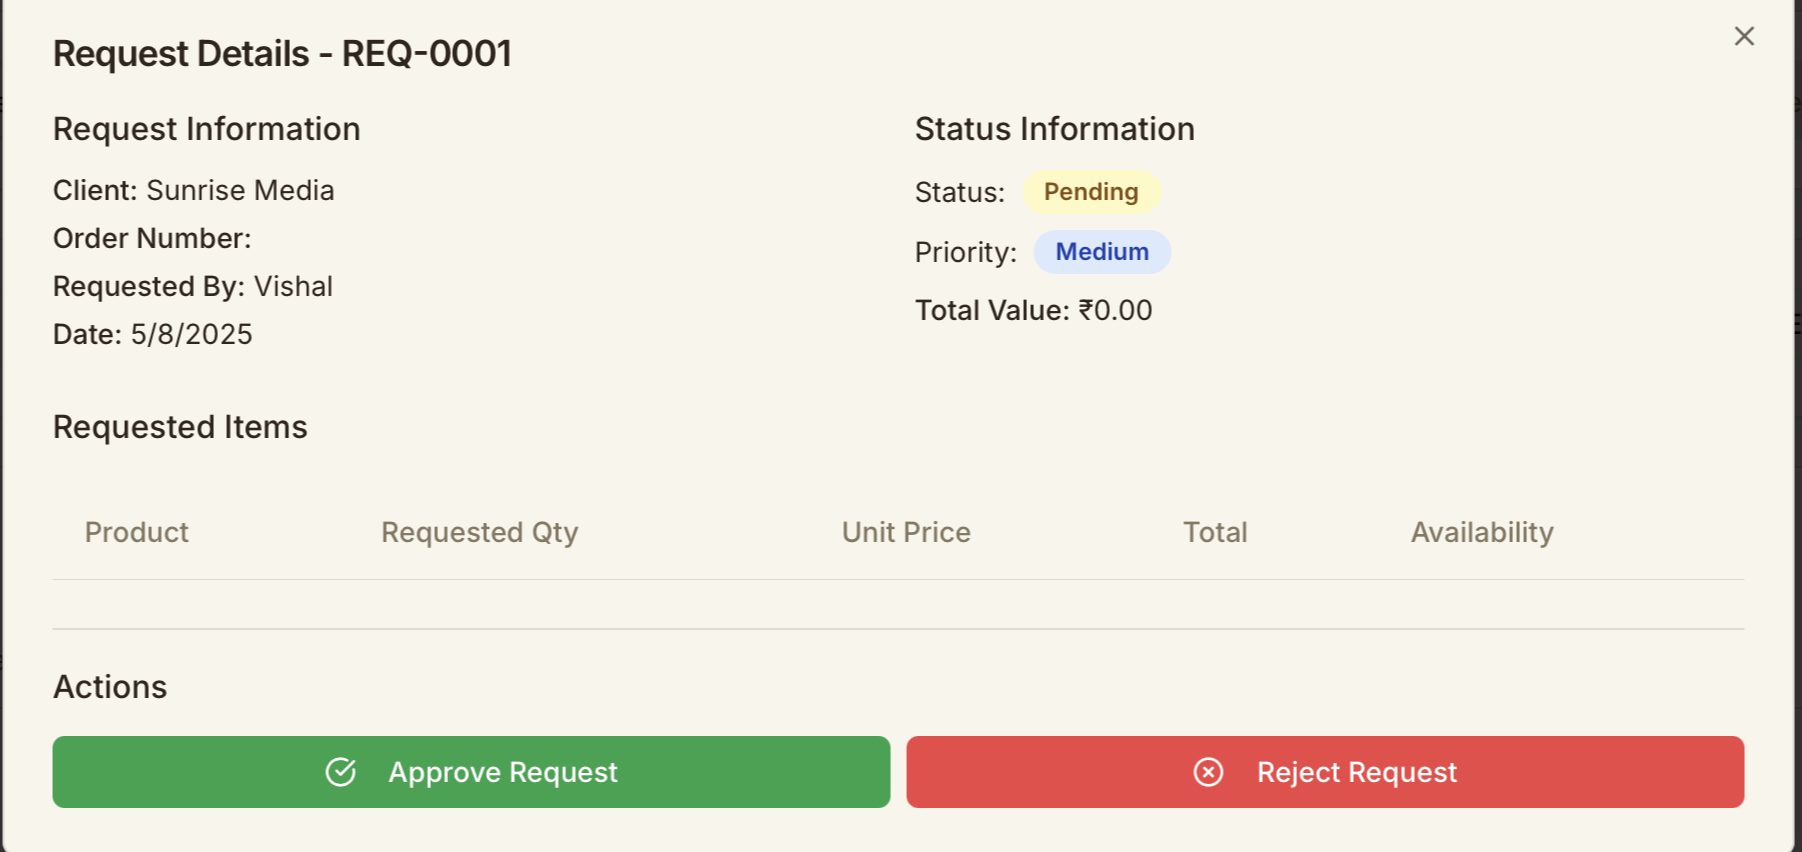 Request Details - REQ-0001
Request Information
Client: Sunrise Media
Order Number:
Requested By: Vishal
Date: 5/8/2025
Status Information
Status: Pending
Priority: Medium
Total Value: ₹0.00
Requested Items
Product Requested Qty Unit Price Total Availability
Actions
Approve Request
Reject Request